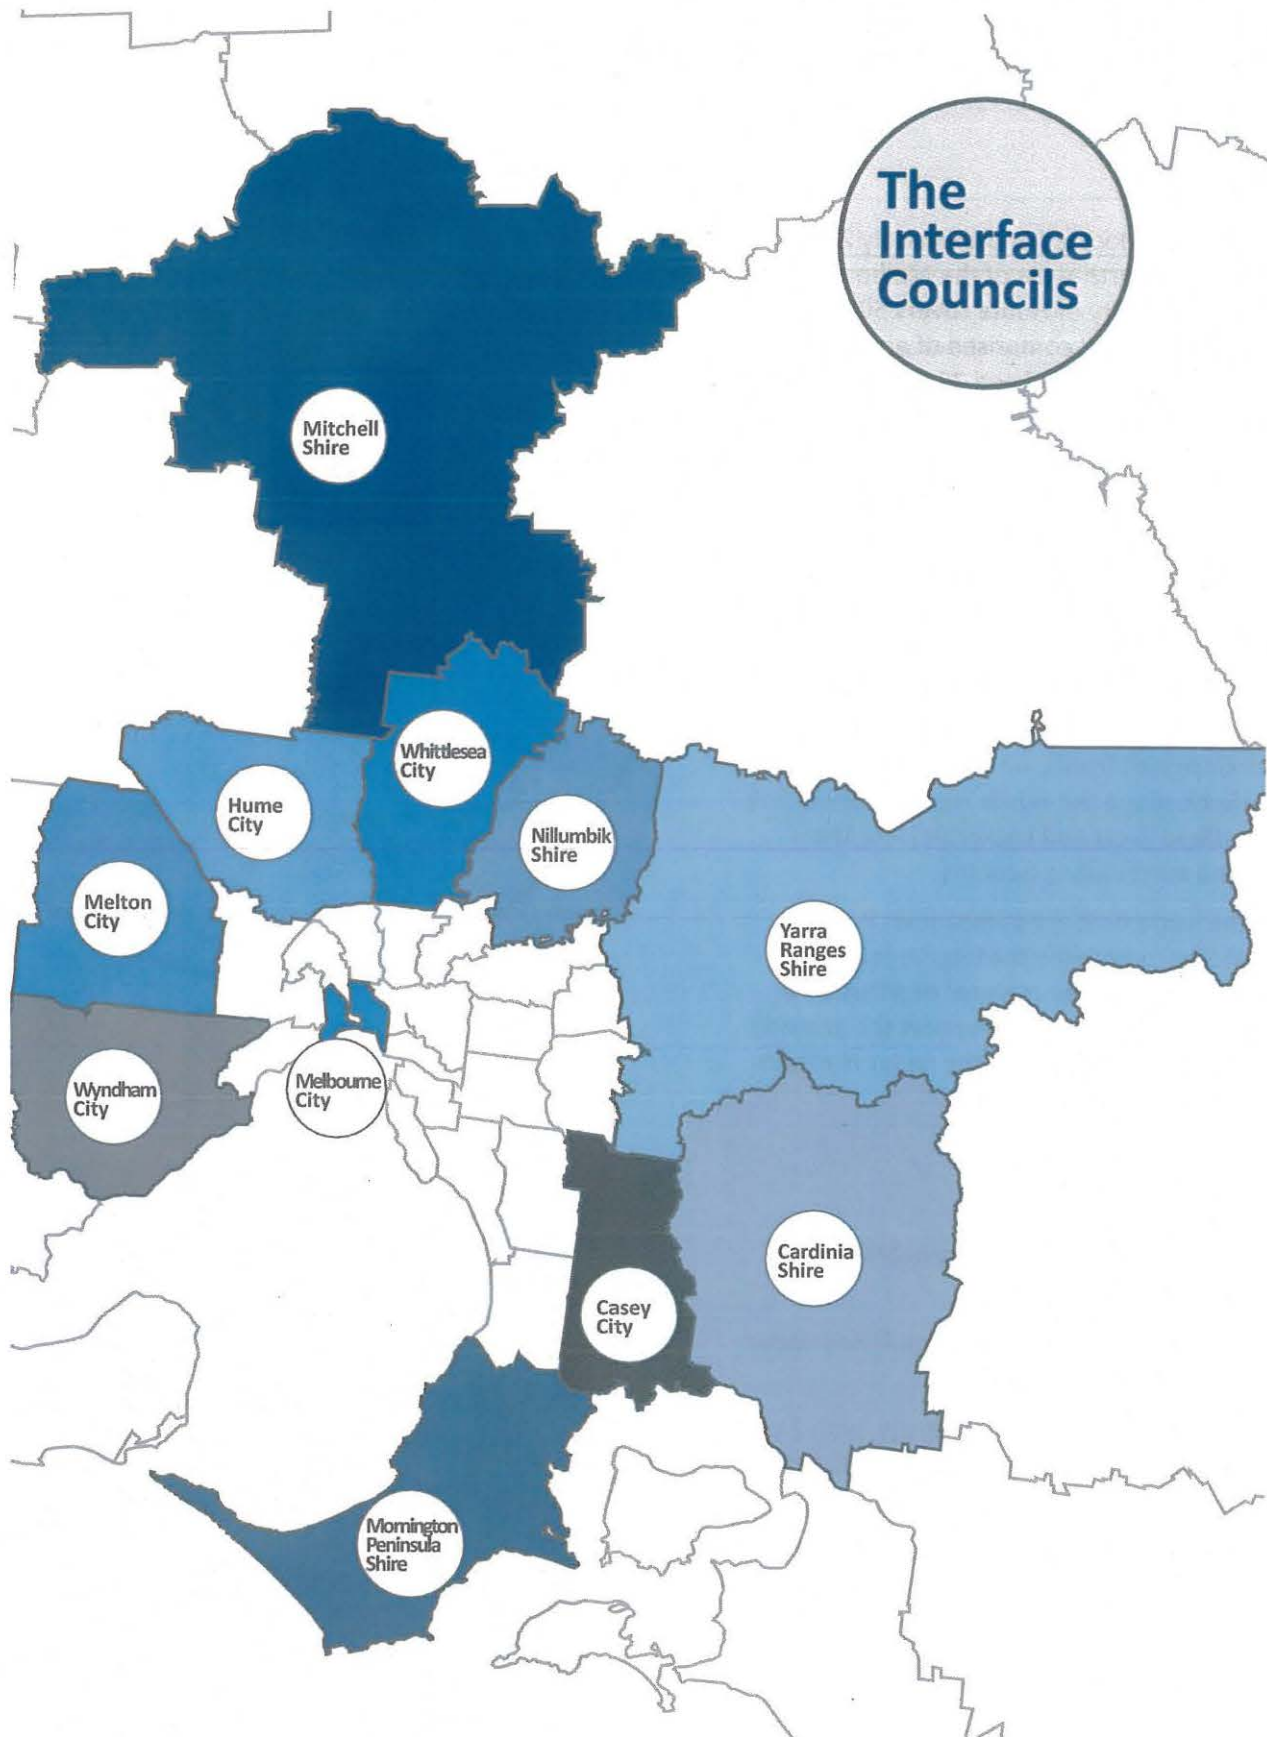 The
Interface
Councils
Mitchell
Shire
Whittlesea
City
Hume
City
Nillumbik
Shire
Melton
City
Yarra
Ranges
Shire
Wyndham
City
Melbourne
City
Cardinia
Shire
Casey
City
Mornington
Peninsula
Shire